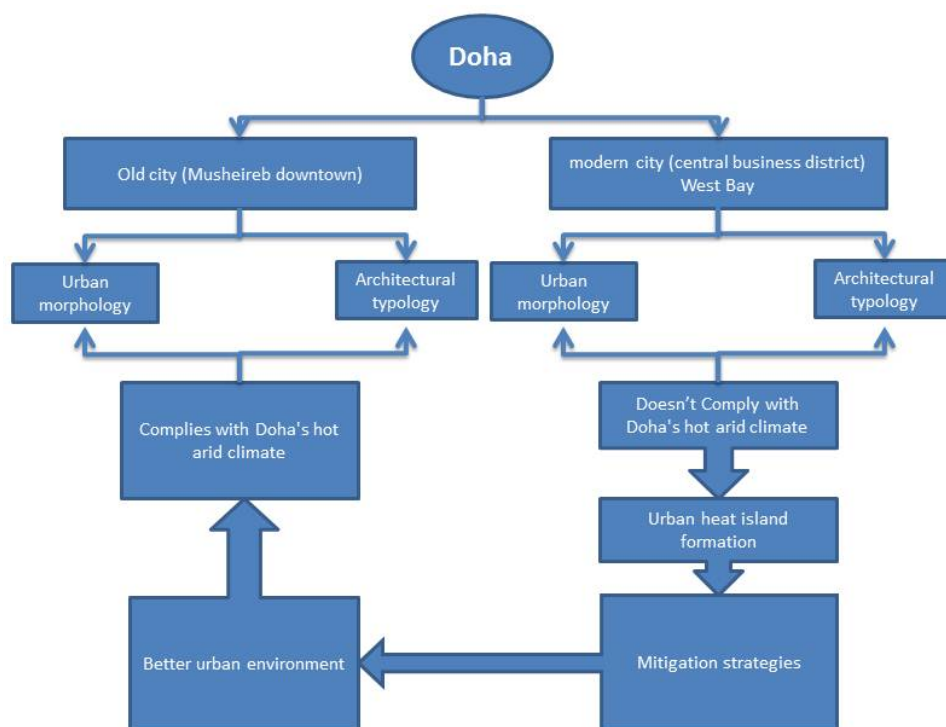 Doha
Old city (Musheireb downtown)
modern city (central business district)
West Bay
Urban
morphology
Architectural
typology
Urban
morphology
Architectural
typology
Complies with Doha's hot
arid climate
Doesn’t Comply with
Doha's hot arid climate
Urban heat island
formation
Better urban environment
Mitigation strategies